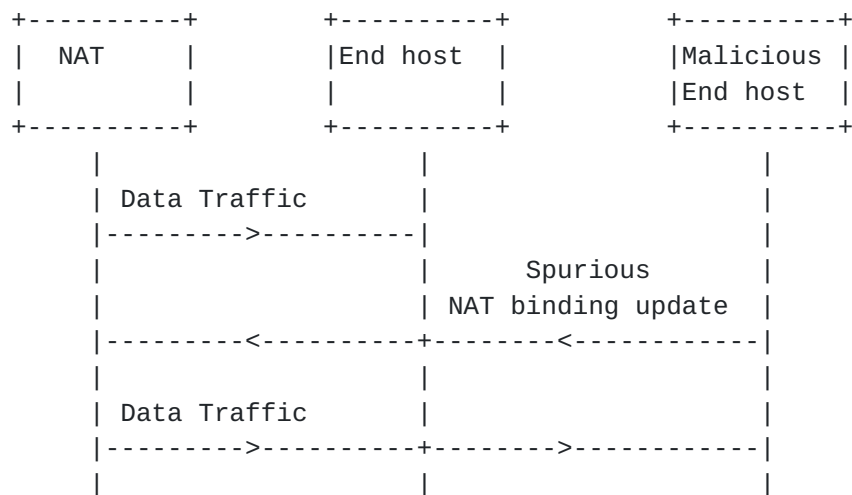 +----------+ +----------+ +----------+
| NAT | |End host | |Malicious |
| | | | |End host |
+----------+ +----------+ +----------+
| | |
| Data Traffic | |
|--------->----------| |
| | Spurious |
| | NAT binding update |
|---------<----------+--------<------------|
| | |
| Data Traffic | |
|--------->----------+-------->------------|
| | |